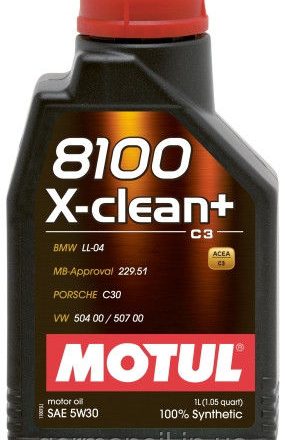 8100
X-clean+
C3
BMW LL-04
ACEA
C3
MB-Approval 229.51
PORSCHE C30
VW 504 00 / 507 00
MOTUL
motor oil
1L (1.05 quart)
SAE 5W30
100% Synthetic